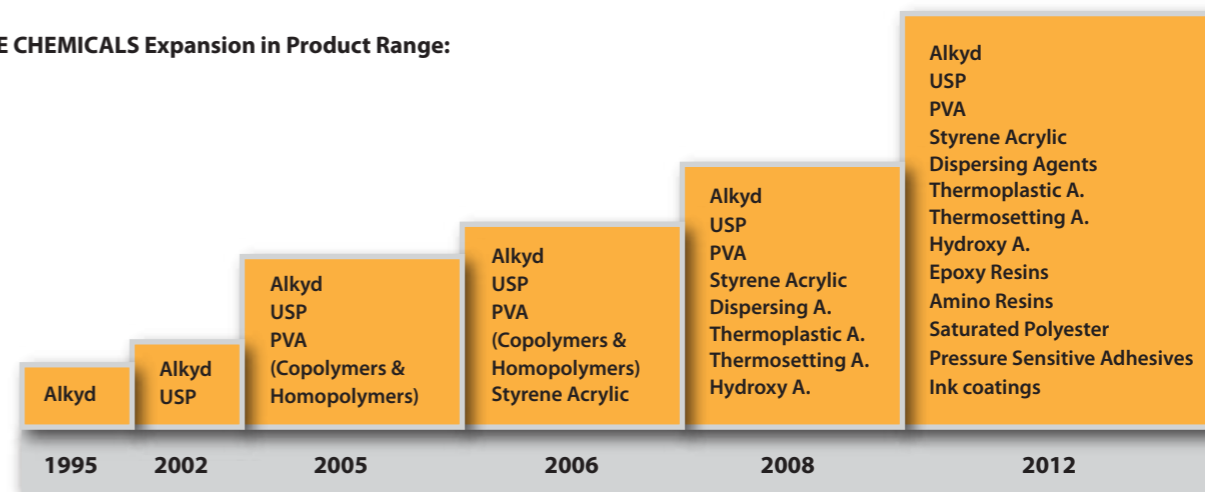 E CHEMICALS Expansion in Product Range:
Alkyd
1995
Alkyd
USP
2002
Alkyd
USP
PVA
(Copolymers &
Homopolymers)
2005
Alkyd
USP
PVA
(Copolymers &
Homopolymers)
Styrene Acrylic
2006
Alkyd
USP
PVA
Styrene Acrylic
Dispersing A.
Thermoplastic A.
Thermosetting A.
Hydroxy A.
2008
Alkyd
USP
PVA
Styrene Acrylic
Dispersing Agents
Thermoplastic A.
Thermosetting A.
Hydroxy A.
Epoxy Resins
Amino Resins
Saturated Polyester
Pressure Sensitive Adhesives
Ink coatings
2012